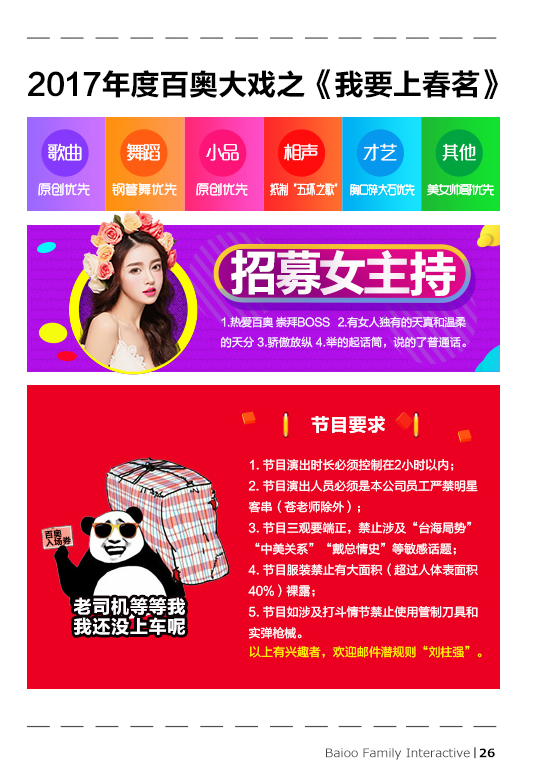 2017年度百奥大戏之《我要上春茗》
歌曲 舞蹈 小品 相声 才艺 其他
原创优先 钢管舞优先 原创优先 抵制“五环之歌” 胸口碎大石优先 美女帅哥优先
招募女主持
1.热爱百奥 崇拜BOSS 2.有女人独有的天真和温柔
的天分 3.骄傲放纵 4.举的起话筒，说的了普通话。
节目要求
1. 节目演出时长必须控制在2小时以内；
2. 节目演出人员必须是本公司员工严禁明星
客串（苍老师除外）；
3. 节目三观要端正，禁止涉及“台海局势”
“中美关系”“戴总情史”等敏感话题；
4. 节目服装禁止有大面积（超过人体表面积
40%）裸露；
5. 节目如涉及打斗情节禁止使用管制刀具和
实弹枪械。
以上有兴趣者，欢迎邮件潜规则“刘柱强”。
百奥
入场券
老司机等等我
我还没上车呢
Baioo Family Interactive | 26